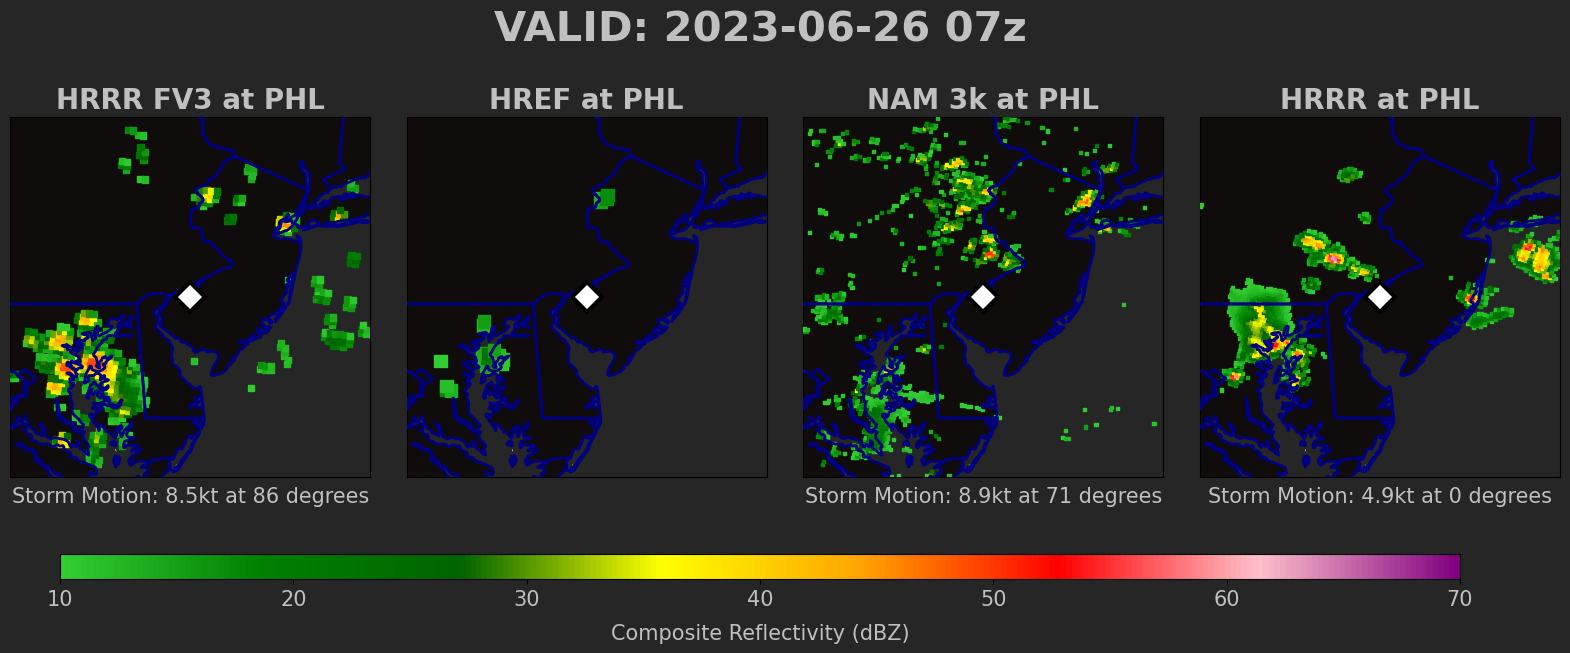 VALID: 2023-06-26 07z
HRRR FV3 at PHL
HREF at PHL
NAM 3k at PHL
HRRR at PHL
Storm Motion: 8.5kt at 86 degrees
Storm Motion: 8.9kt at 71 degrees
Storm Motion: 4.9kt at 0 degrees
10 20 30 40 50 60 70
Composite Reflectivity (dBZ)